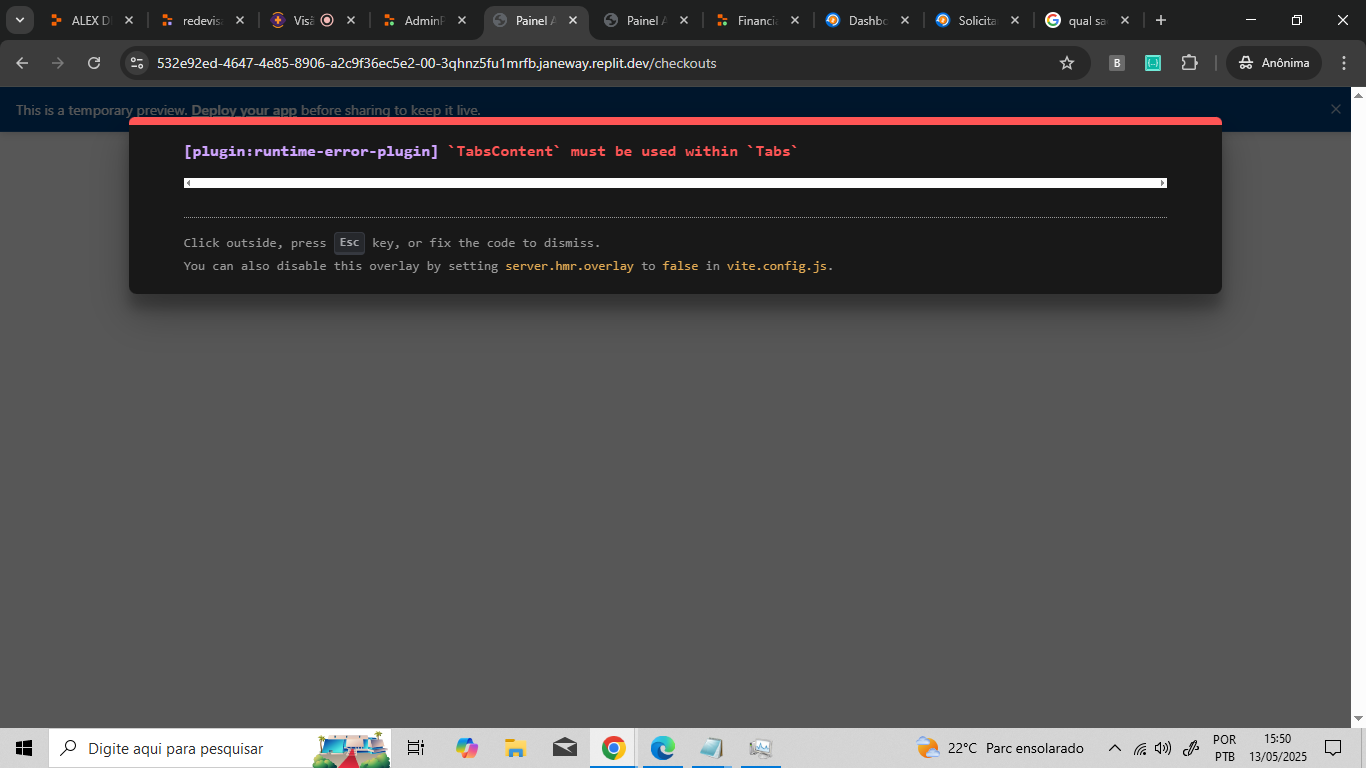 ALEX D
redevis
Visã
AdminF
Painel A
Painel A
Financia
Dashbo
Solicita
qual sa
532e92ed-4647-4e85-8906-a2c9f36ec5e2-00-3qhnz5fu1mrfb.janeway.replit.dev/checkouts
B
Anônima
This is a temporary preview. Deploy your app before sharing to keep it live.
[plugin:runtime-error-plugin] `TabsContent` must be used within `Tabs`
Click outside, press Esc key, or fix the code to dismiss.
You can also disable this overlay by setting server.hmr.overlay to false in vite.config.js.
Digite aqui para pesquisar
22°C Parc ensolarado
POR
PTB
15:50
13/05/2025